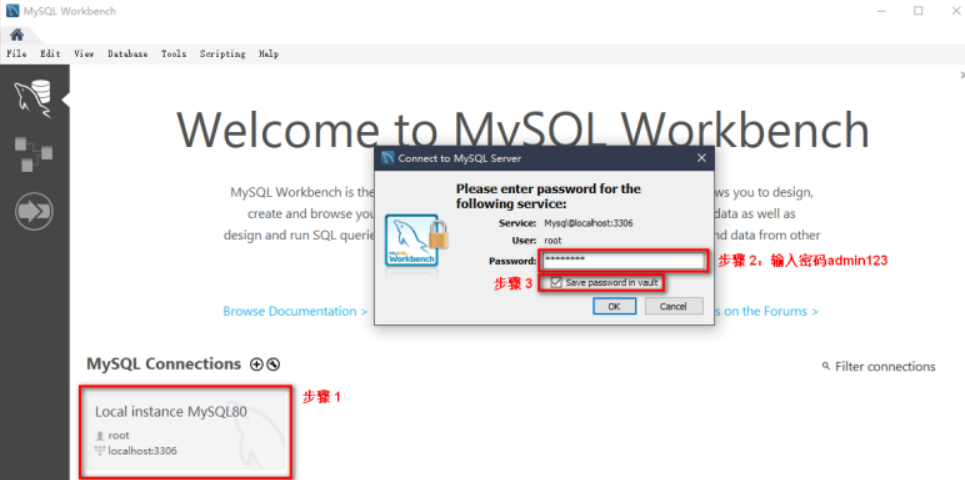 MySQL Workbench
File Edit View Database Tools Scripting Help
Welcome to MySQL Workbench
Connect to MySQL Server
Please enter password for the
following service:
Service: Mysql@localhost:3306
User: root
Password: ********
步骤 2：输入密码admin123
步骤 3
Save password in vault
OK Cancel
MySQL Workbench is the
ws you to design,
create and browse you
data as well as
design and run SQL querie
nd data from other
MySQL
Workbench
Browse Documentation >
s on the Forums >
MySQL Connections
Filter connections
步骤 1
Local instance MySQL80
root
localhost:3306